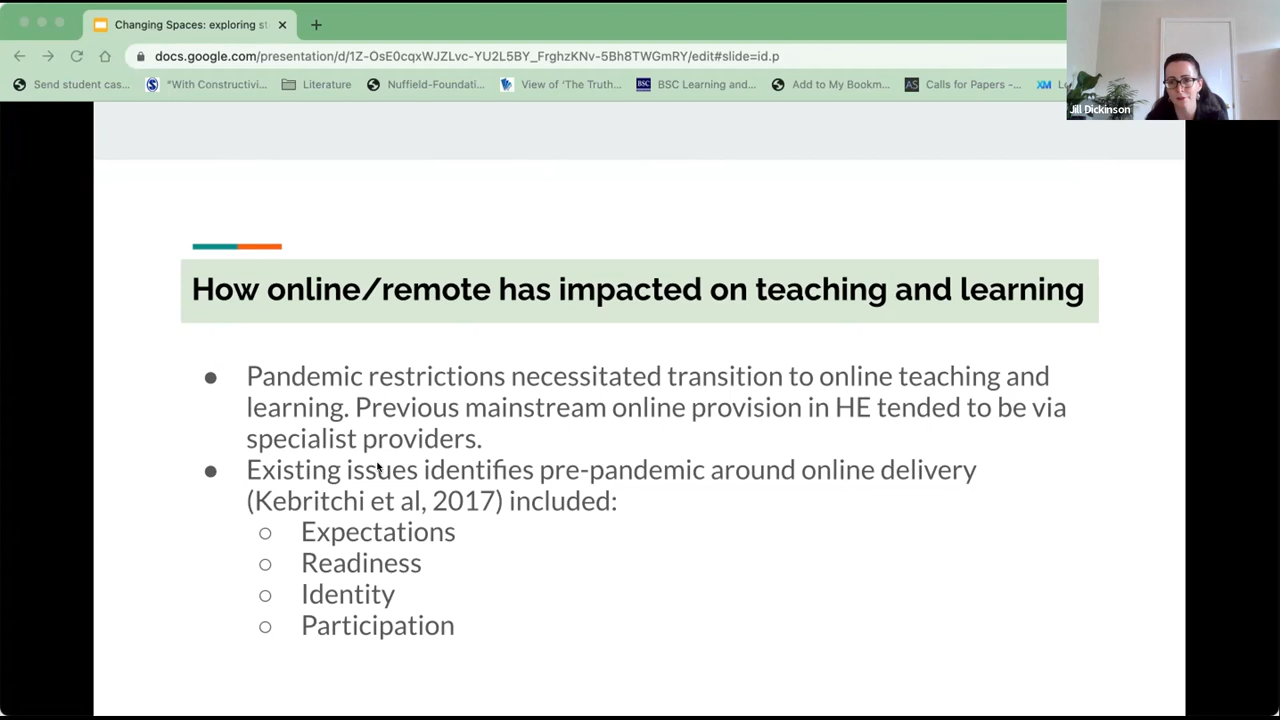 Changing Spaces: exploring st
docs.google.com/presentation/d/1Z-OsE0cqxWJZLvc-YU2L5BY_FrghzKNv-5Bh8TWGmRY/edit#slide=id.p
Send student cas... "With Constructivi... Literature Nuffield-Foundati... View of 'The Truth... BSC BSC Learning and... Add to My Bookm... AS Calls for Papers -... XM
Jill Dickinson
How online/remote has impacted on teaching and learning
● Pandemic restrictions necessitated transition to online teaching and
learning. Previous mainstream online provision in HE tended to be via
specialist providers.
● Existing issues identifies pre-pandemic around online delivery
(Kebritchi et al, 2017) included:
○ Expectations
○ Readiness
○ Identity
○ Participation